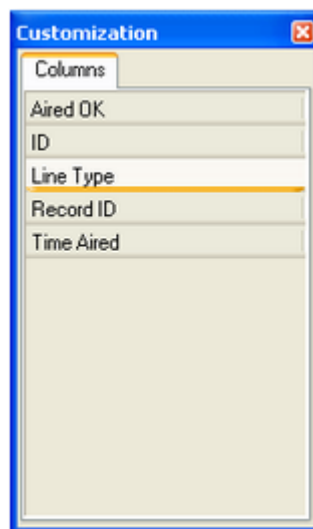 Customization
Columns
Aired OK
ID
Line Type
Record ID
Time Aired